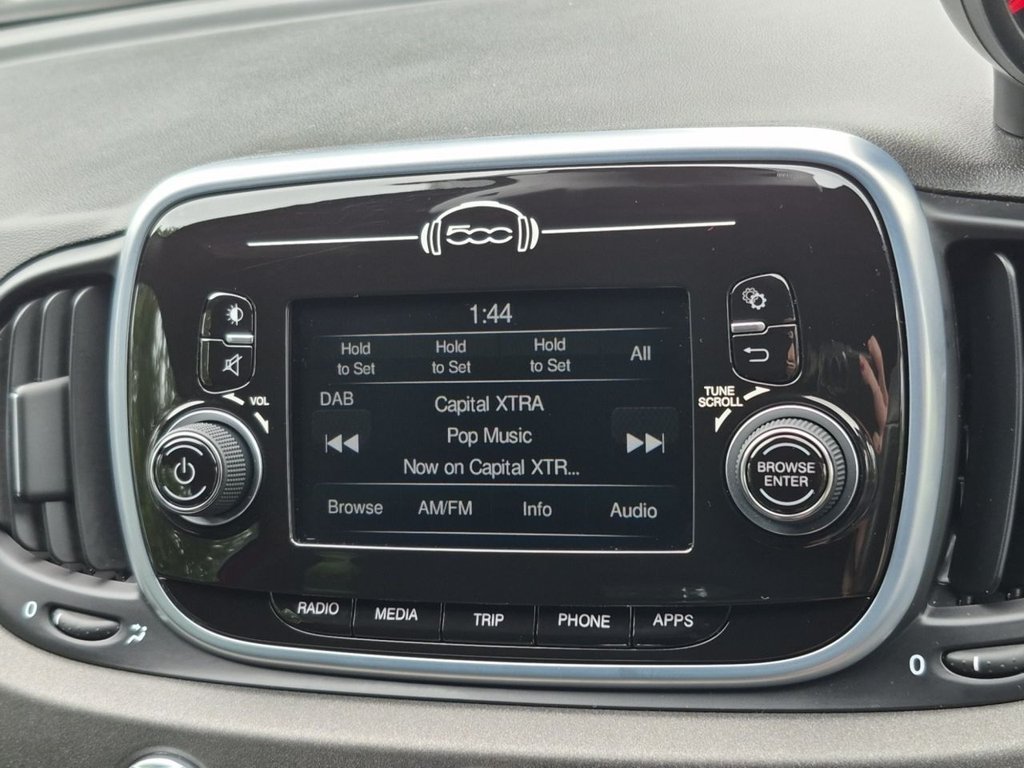 500
1:44
Hold to Set
Hold to Set
Hold to Set
All
VOL
TUNE
SCROLL
DAB
Capital XTRA
Pop Music
Now on Capital XTR...
BROWSE
ENTER
Browse AM/FM Info Audio
RADIO MEDIA TRIP PHONE APPS
0
0